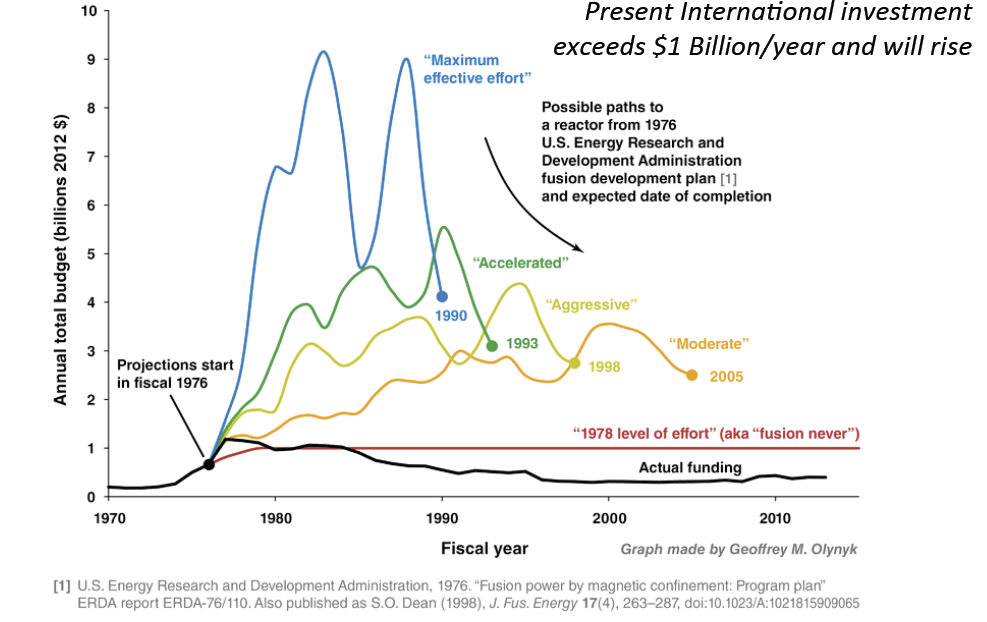 Present International investment
exceeds $1 Billion/year and will rise
10
9
8
7
6
5
4
3
2
1
0
Annual total budget (billions 2012 $)
“Maximum
effective effort”
Possible paths to
a reactor from 1976
U.S. Energy Research and
Development Administration
fusion development plan [1]
and expected date of completion
“Accelerated”
“Aggressive”
1990
1993
“Moderate”
1998
2005
Projections start
in fiscal 1976
“1978 level of effort” (aka “fusion never”)
Actual funding
1970
1980
1990
2000
2010
Fiscal year
Graph made by Geoffrey M. Olynyk
[1] U.S. Energy Research and Development Administration, 1976. “Fusion power by magnetic confinement: Program plan”
ERDA report ERDA-76/110. Also published as S.O. Dean (1998), J. Fus. Energy 17(4), 263–287, doi:10.1023/A:1021815909065